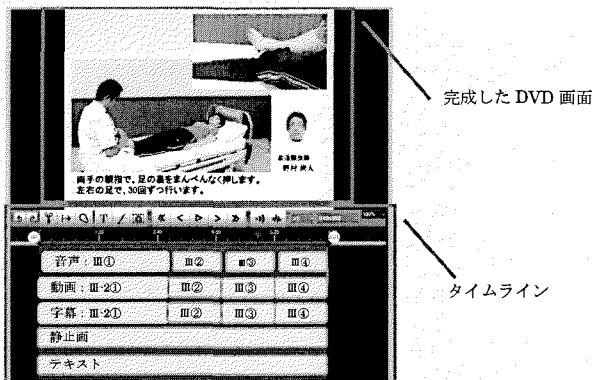 完成した DVD 画面
野村 尚人
両手の親指で、足の裏をまんべんなく押します。
左右の足で、30回ずつ行います。
タイムライン
音声：Ⅲ① Ⅲ② Ⅲ③ Ⅲ④
動画：Ⅲ-2① Ⅲ② Ⅲ③ Ⅲ④
字幕：Ⅲ-2① Ⅲ② Ⅲ③ Ⅲ④
静止画
テキスト